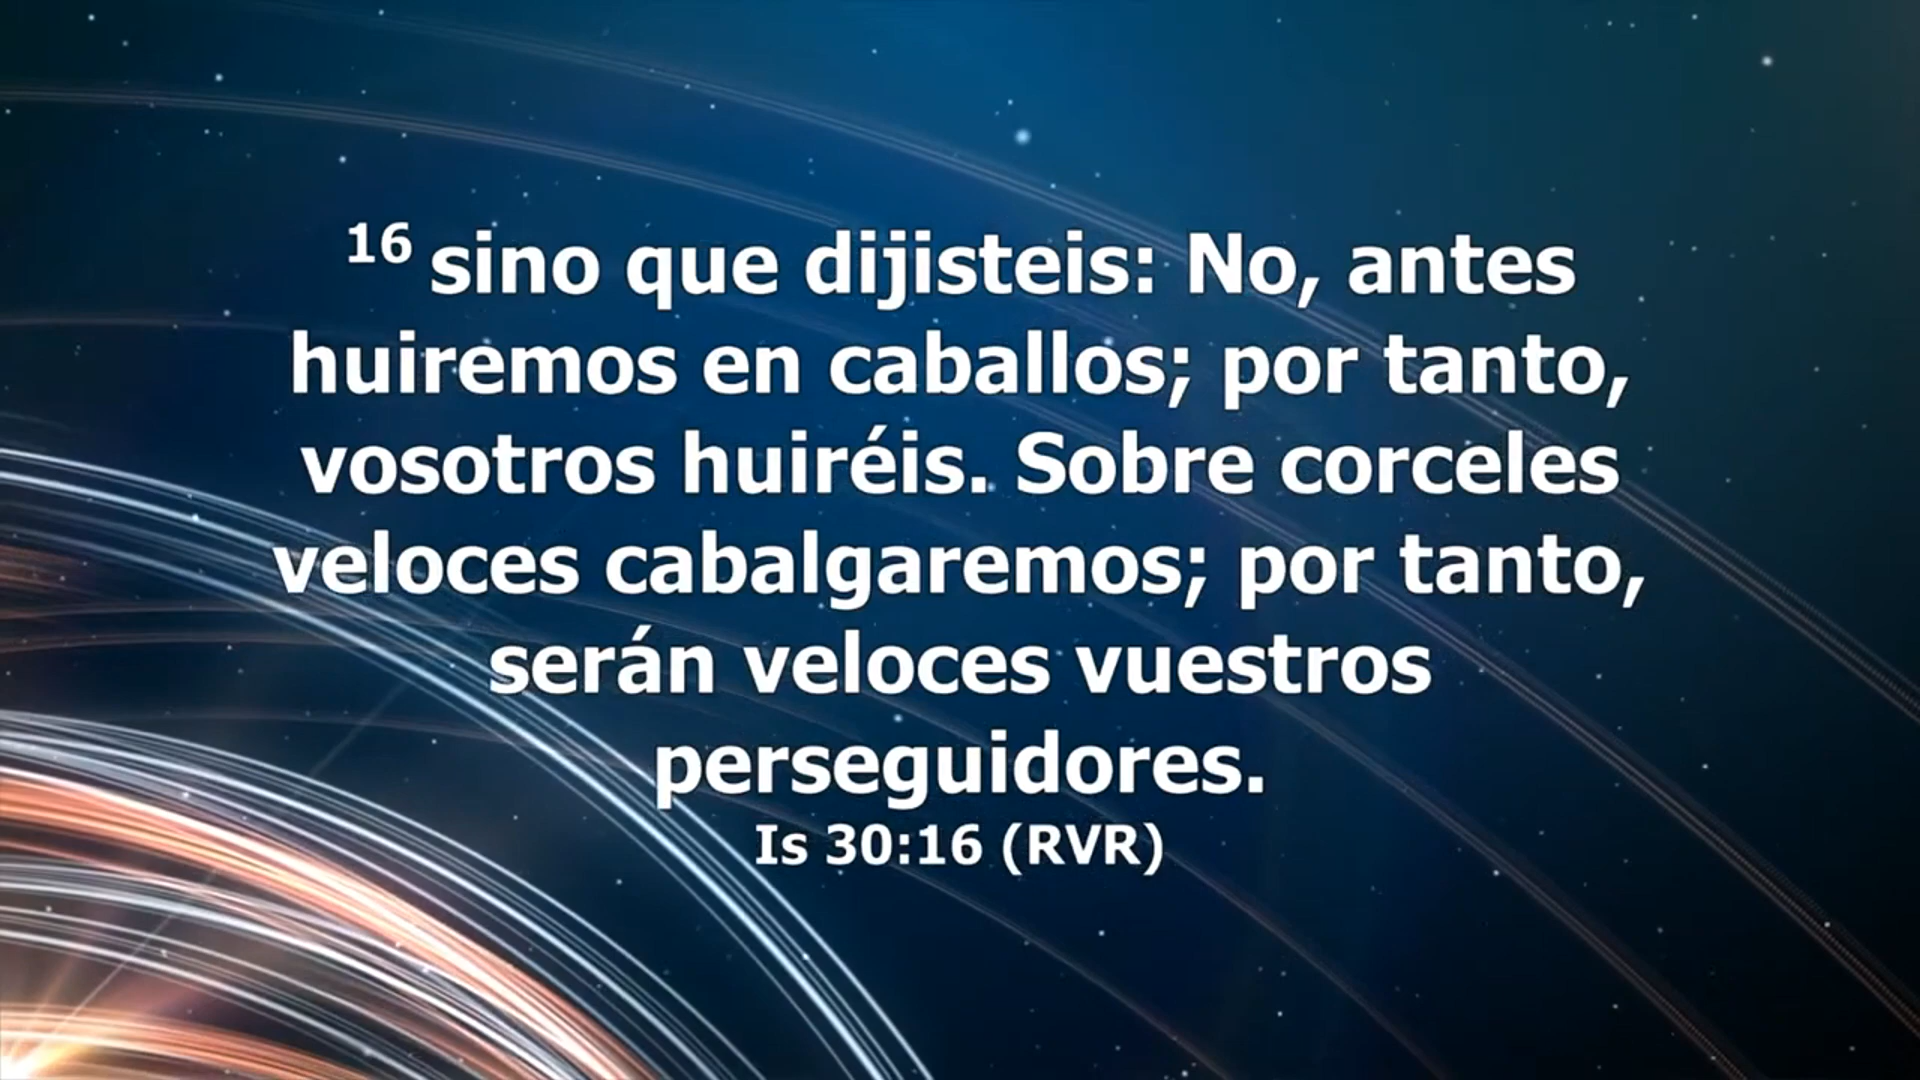 16 sino que dijisteis: No, antes
huiremos en caballos; por tanto,
vosotros huiréis. Sobre corceles
veloces cabalgaremos; por tanto,
serán veloces vuestros
perseguidores.
Is 30:16 (RVR)